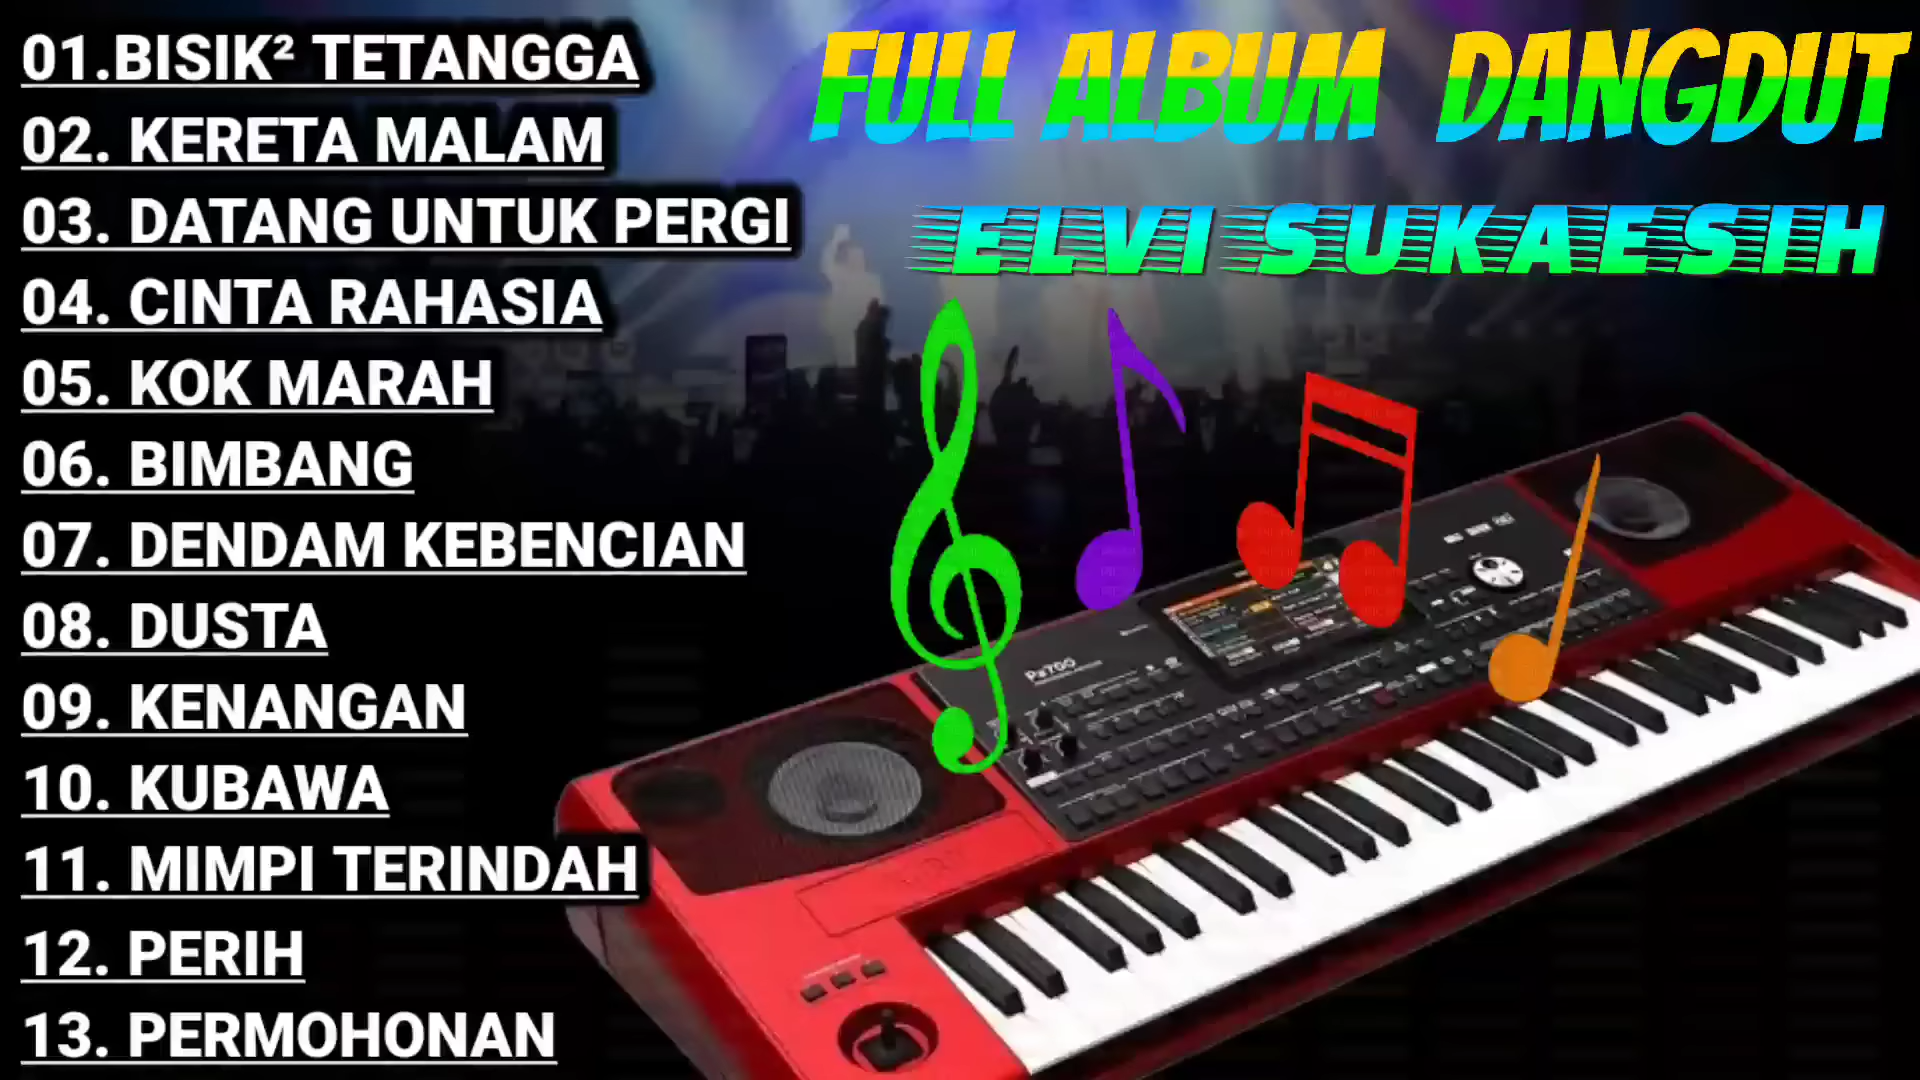 01.BISIK² TETANGGA
02. KERETA MALAM
03. DATANG UNTUK PERGI
04. CINTA RAHASIA
05. KOK MARAH
06. BIMBANG
07. DENDAM KEBENCIAN
08. DUSTA
09. KENANGAN
10. KUBAWA
11. MIMPI TERINDAH
12. PERIH
13. PERMOHONAN
FULL ALBUM DANGDUT
ELVI SUKAESIH
Pa700